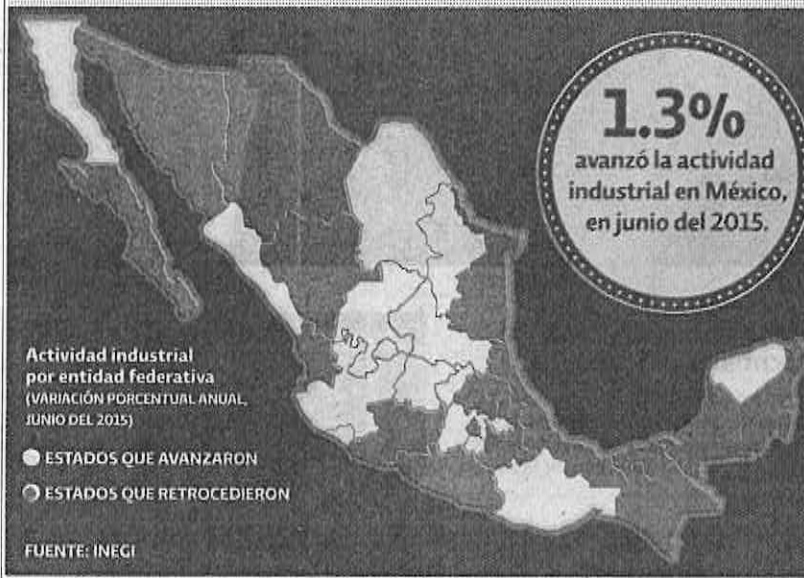 1.3%
avanzó la actividad
industrial en México,
en junio del 2015.
Actividad industrial
por entidad federativa
(VARIACIÓN PORCENTUAL ANUAL,
JUNIO DEL 2015)
ESTADOS QUE AVANZARON
ESTADOS QUE RETROCEDIERON
FUENTE: INEGI